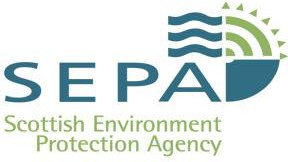 SEPA
Scottish Environment
Protection Agency